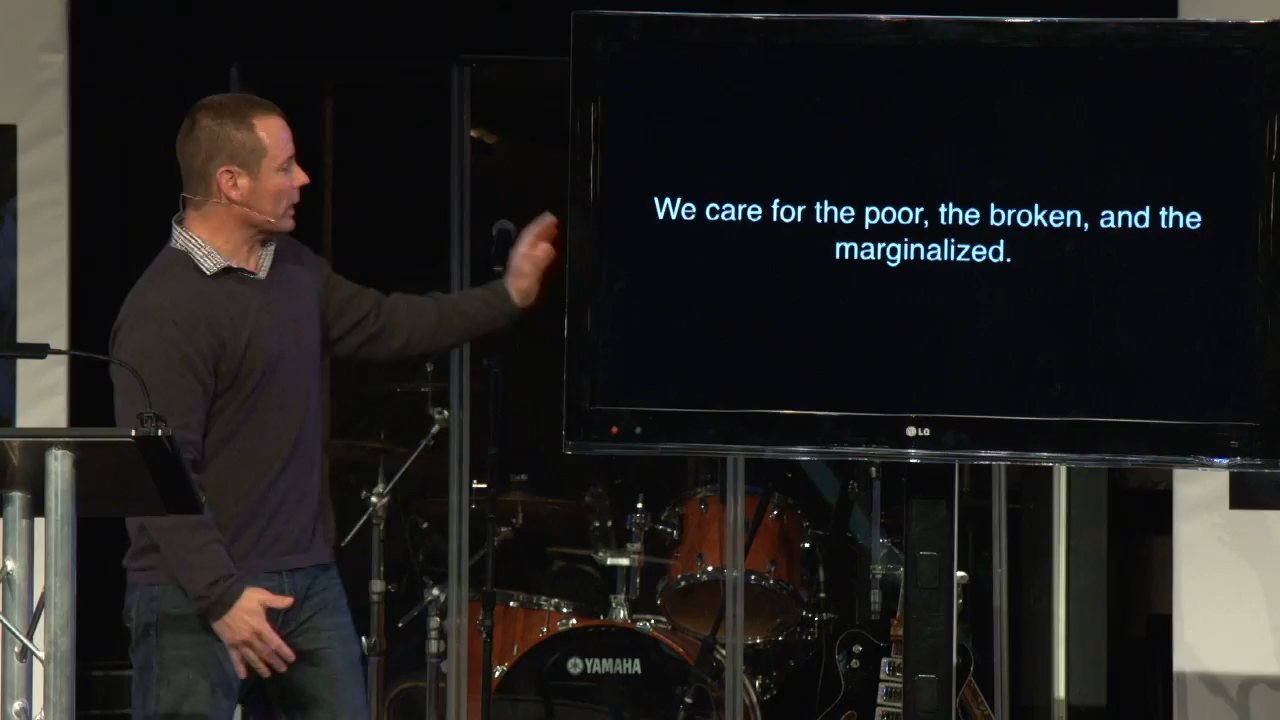 We care for the poor, the broken, and the
marginalized.
LG
YAMAHA